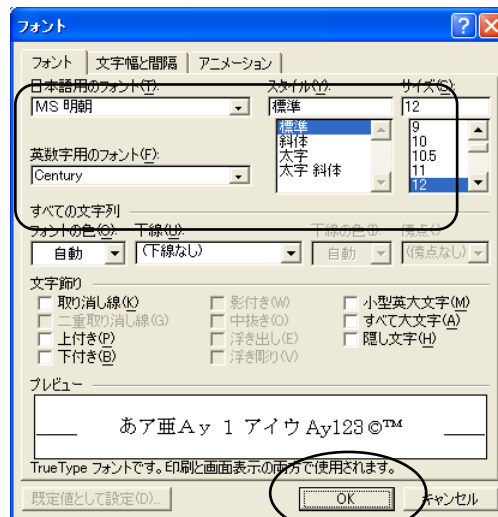 フォント
フォント 文字幅と間隔 アニメーション
日本語用のフォント(T): スタイル(Y): サイズ(S):
MS 明朝 標準 12
標準 9
斜体 10
太字 10.5
太字 斜体 11
12
英数字用のフォント(F):
Century
すべての文字列
フォントの色(O): 下線(U): 下線の色(I): 傍点(:)
自動 (下線なし) 自動 (傍点なし)
文字飾り
取り消し線(K) 影付き(W) 小型英大文字(M)
二重取り消し線(G) 中抜き(O) すべて大文字(A)
上付き(P) 浮き出し(E) 隠し文字(H)
下付き(B) 浮き彫り(V)
プレビュー
あア亜Ay 1 アイウ Ay123©™
TrueType フォントです。印刷と画面表示の両方で使用されます。
既定値として設定(D)... OK キャンセル